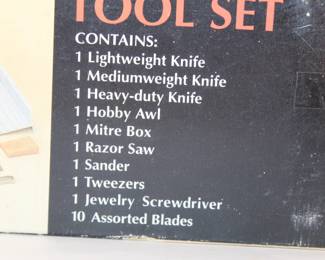 TOOL SET
CONTAINS:
1 Lightweight Knife
1 Mediumweight Knife
1 Heavy-duty Knife
1 Hobby Awl
1 Mitre Box
1 Razor Saw
1 Sander
1 Tweezers
1 Jewelry Screwdriver
10 Assorted Blades